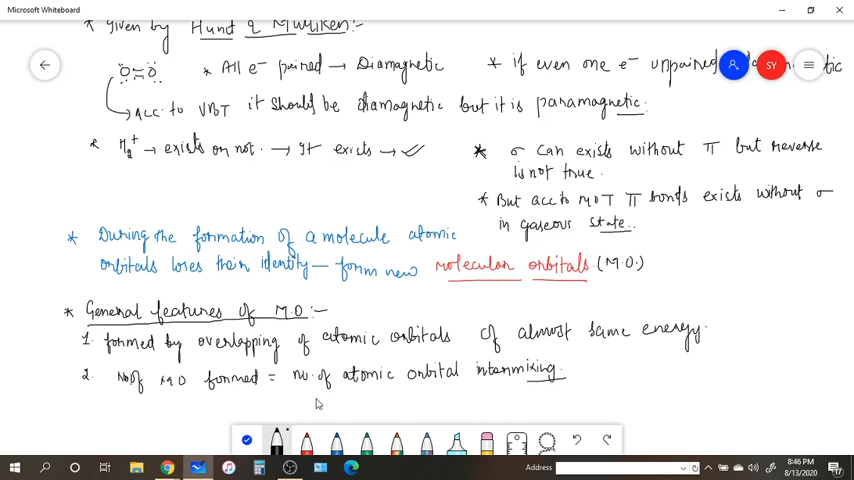 Microsoft Whiteboard
* Given by Hund & Mulliken :-
* All e- paired → Diamagnetic
* if even one e- unpaired
SY
→ Acc. to VBT it should be diamagnetic but it is paramagnetic.
* H2+ → exists or not. → It exists → ✓
* σ can exists without π but reverse is not true.
* But acc to MOT π bonds exists without σ in gaseous state.
* During the formation of a molecule atomic
orbitals loses their identity — form new molecular orbitals. (M.O.)
* General features of M.O :-
1. formed by overlapping of atomic orbitals of almost same energy.
2. No of M.O formed = no. of atomic orbital intermixing.
Address
8:46 PM
8/13/2020
17